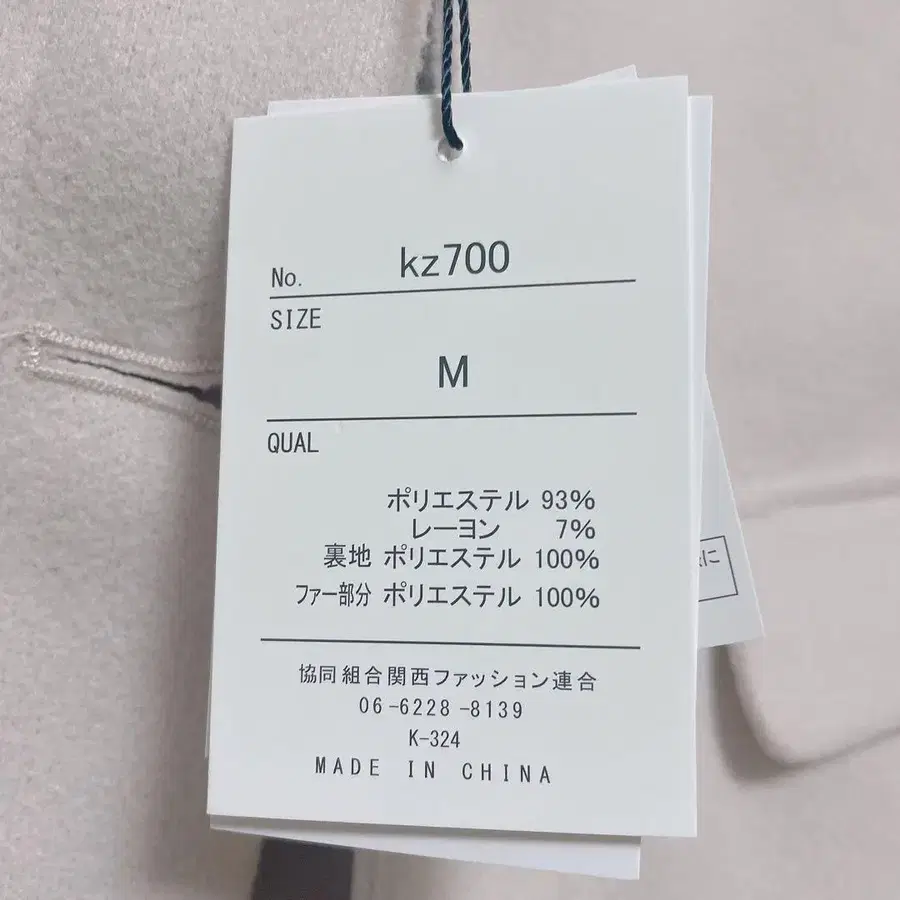 No. kz700
SIZE
M
QUAL
ポリエステル 93%
レーヨン 7%
裏地 ポリエステル 100%
ファー部分 ポリエステル 100%
協同組合関西ファッション連合
06-6228-8139
K-324
MADE IN CHINA
に